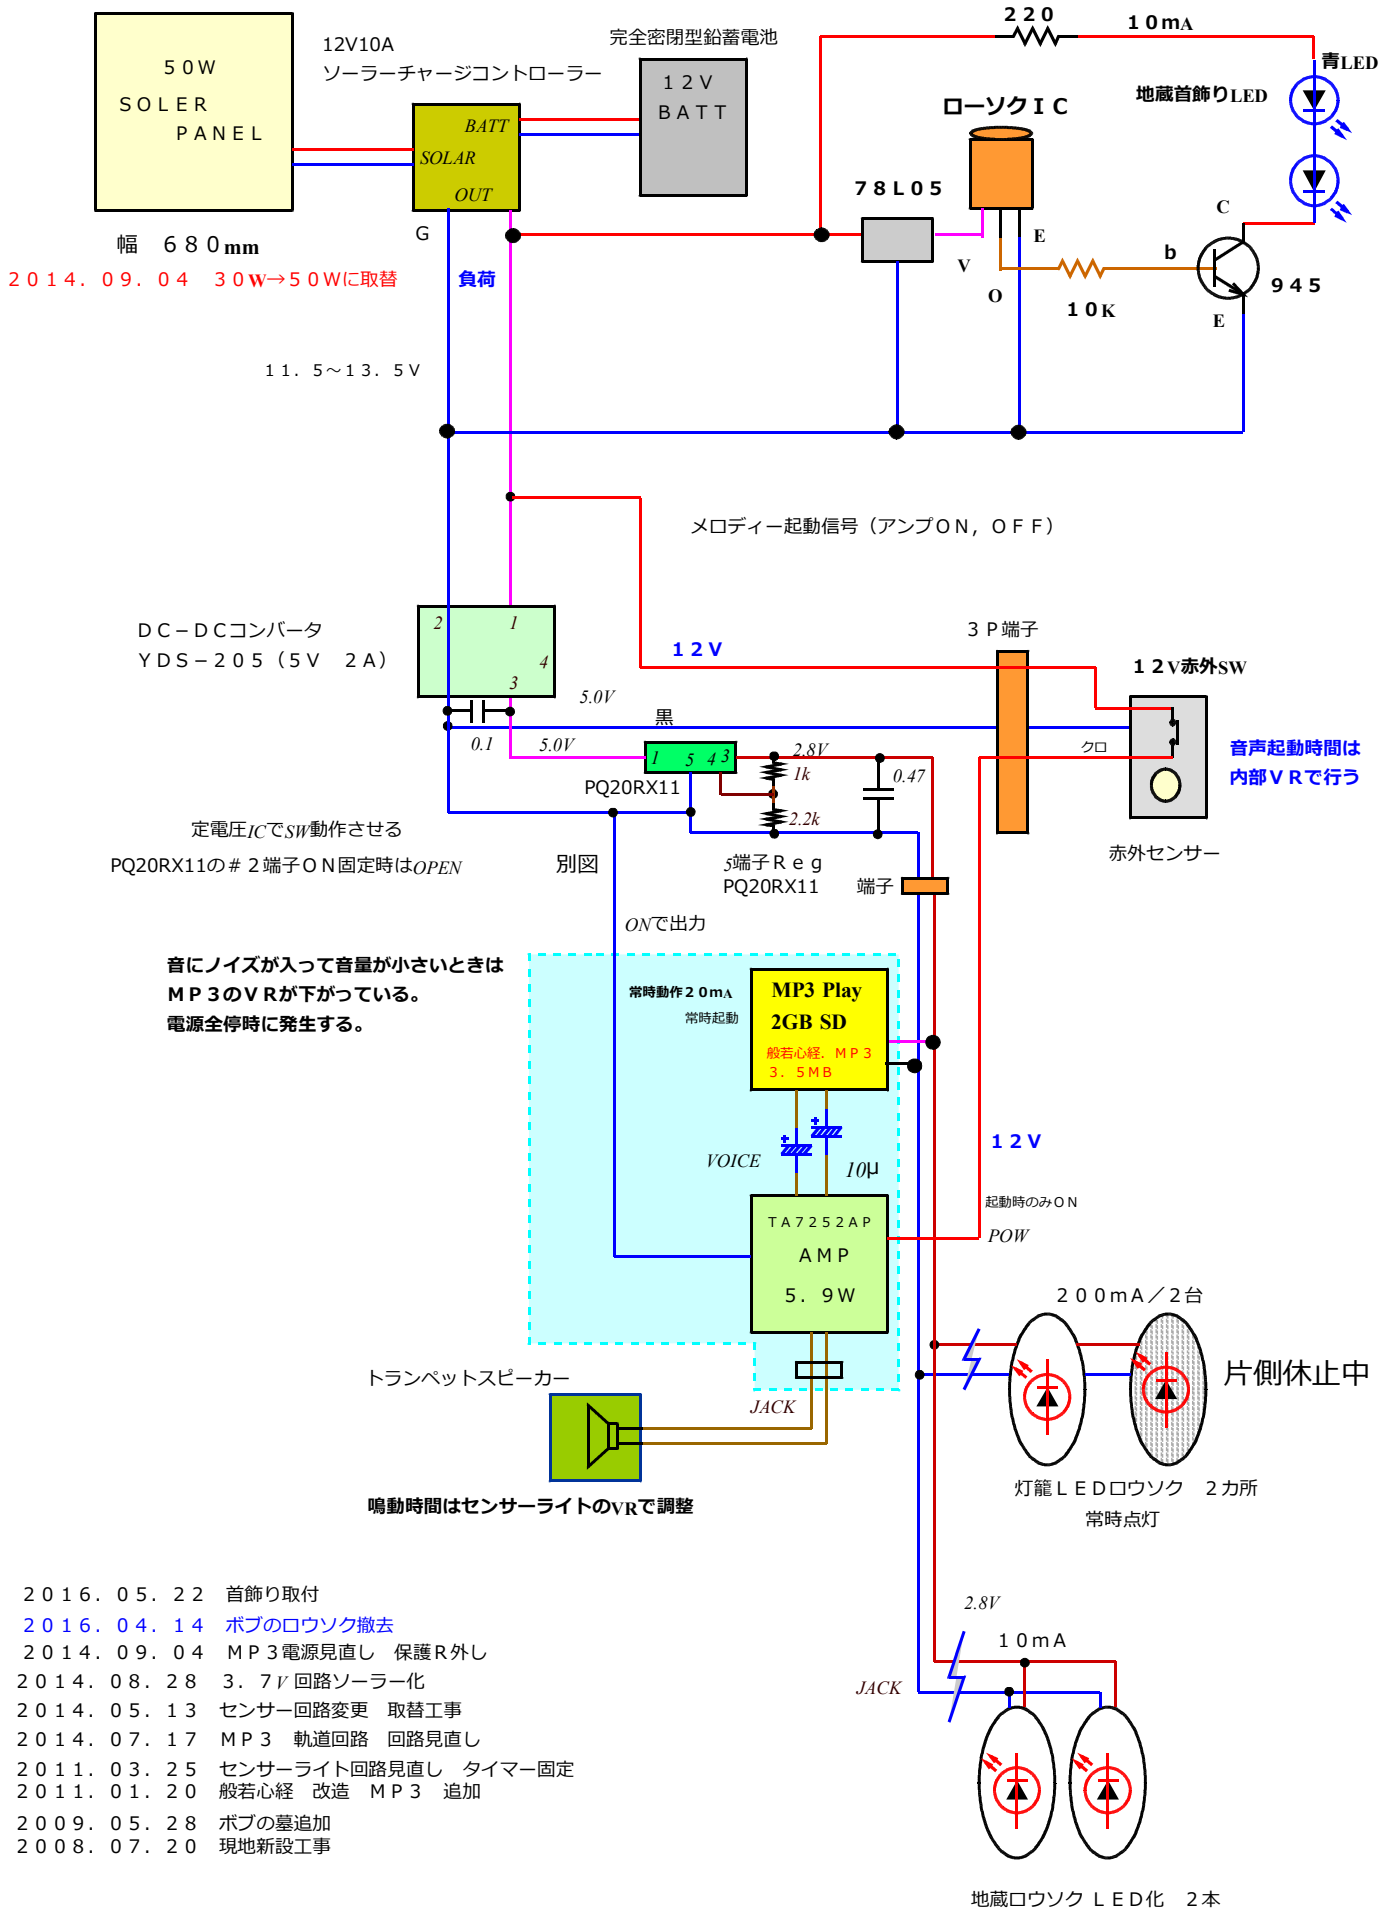 ５０Ｗ
ＳＯＬＥＲ
ＰＡＮＥＬ
幅　６８０mm
２０１４．０９．０４　３０W→５０Wに取替
12V10A
ソーラーチャージコントローラー
BATT
SOLAR
OUT
G
負荷
完全密閉型鉛蓄電池
１２Ｖ
ＢＡＴＴ
２２０
１０mA
青LED
地蔵首飾りLED
ローソクＩＣ
７８Ｌ０５
E
V
O
１０K
b
C
E
９４５
１１．５～１３．５Ｖ
メロディー起動信号（アンプＯＮ，ＯＦＦ）
ＤＣ－ＤＣコンバータ
ＹＤＳ－２０５（５Ｖ　２Ａ）
2
1
4
3
１２Ｖ
３Ｐ端子
１２V赤外SW
5.0V
黒
0.1
5.0V
1
5
4
3
2.8V
1k
0.47
クロ
音声起動時間は
内部ＶＲで行う
PQ20RX11
2.2k
定電圧ICでSW動作させる
PQ20RX11の＃２端子ＯＮ固定時はOPEN
別図
5端子Ｒｅｇ
PQ20RX11
端子
赤外センサー
ONで出力
音にノイズが入って音量が小さいときは
ＭＰ３のＶＲが下がっている。
電源全停時に発生する。
常時動作２０mA
常時起動
MP3 Play
2GB SD
般若心経．ＭＰ３
３．５ＭＢ
VOICE
10μ
１２Ｖ
起動時のみＯＮ
POW
ＴＡ７２５２ＡＰ
ＡＭＰ
５．９Ｗ
２００ｍＡ／２台
片側休止中
トランペットスピーカー
JACK
灯籠ＬＥＤロウソク　２カ所
常時点灯
鳴動時間はセンサーライトのVRで調整
２０１６．０５．２２　首飾り取付
２０１６．０４．１４　ボブのロウソク撤去
２０１４．０９．０４　ＭＰ３電源見直し　保護Ｒ外し
２０１４．０８．２８　３．７V 回路ソーラー化
２０１４．０５．１３　センサー回路変更　取替工事
２０１４．０７．１７　ＭＰ３　軌道回路　回路見直し
２０１１．０３．２５　センサーライト回路見直し　タイマー固定
２０１１．０１．２０　般若心経　改造　ＭＰ３　追加
２００９．０５．２８　ボブの墓追加
２００８．０７．２０　現地新設工事
2.8V
１０ｍＡ
JACK
地蔵ロウソク ＬＥＤ化　２本